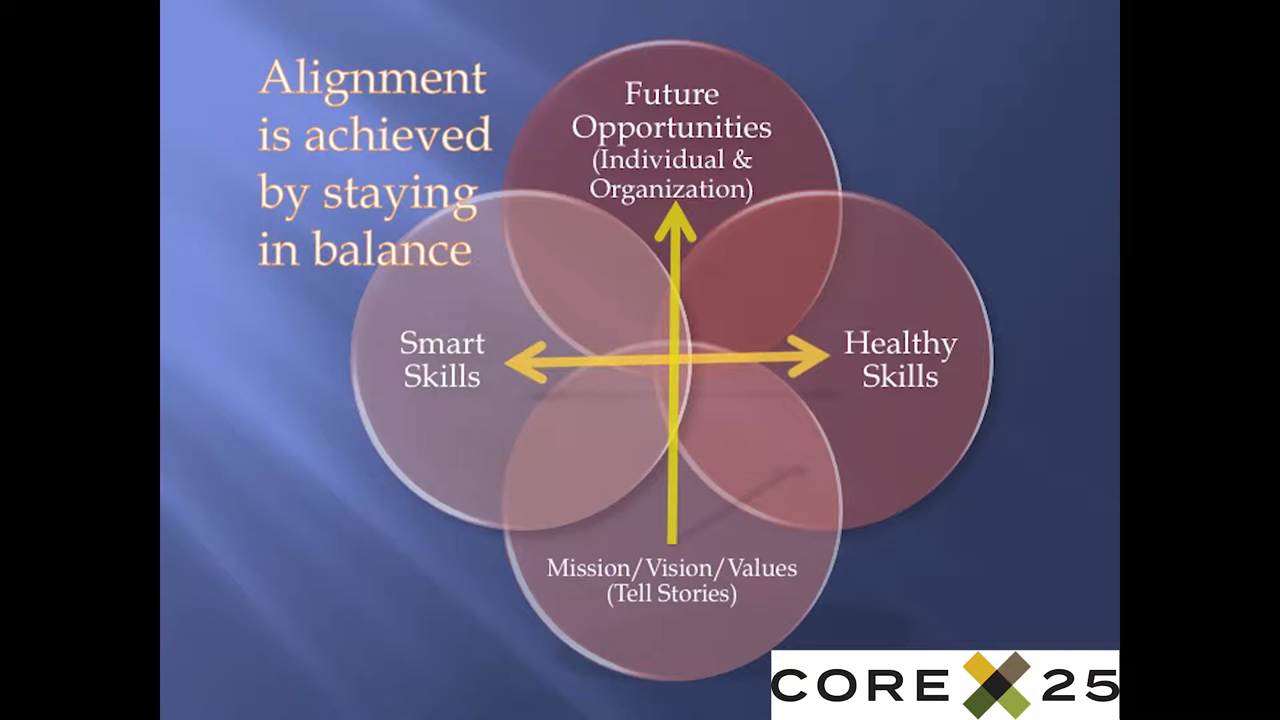 Alignment
is achieved
by staying
in balance
Future
Opportunities
(Individual &
Organization)
Smart
Skills
Healthy
Skills
Mission/Vision/Values
(Tell Stories)
CORE X 25